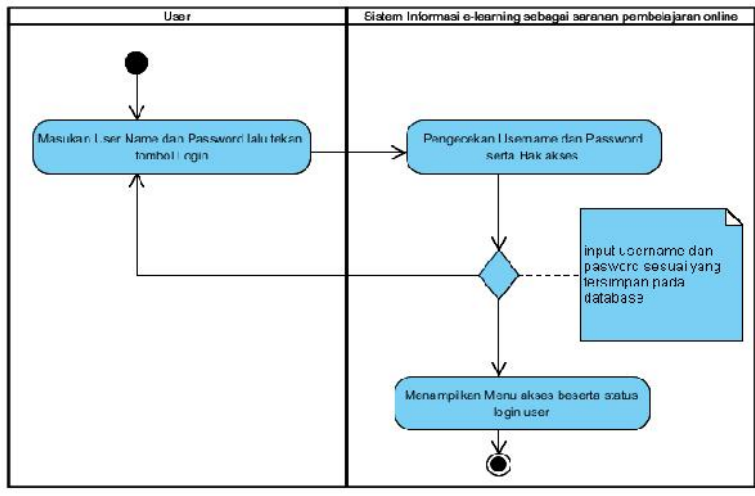 User
Sistem Informasi e-learning sebagai saranan pembelajaran online
Masukan User Name dan Password lalu tekan
tombol Login
Pengecekan Username dan Password
serta Hak akses
input username dan
pasword sesuai yang
tersimpan pada
database
Menampilkan Menu akses beserta status
login user